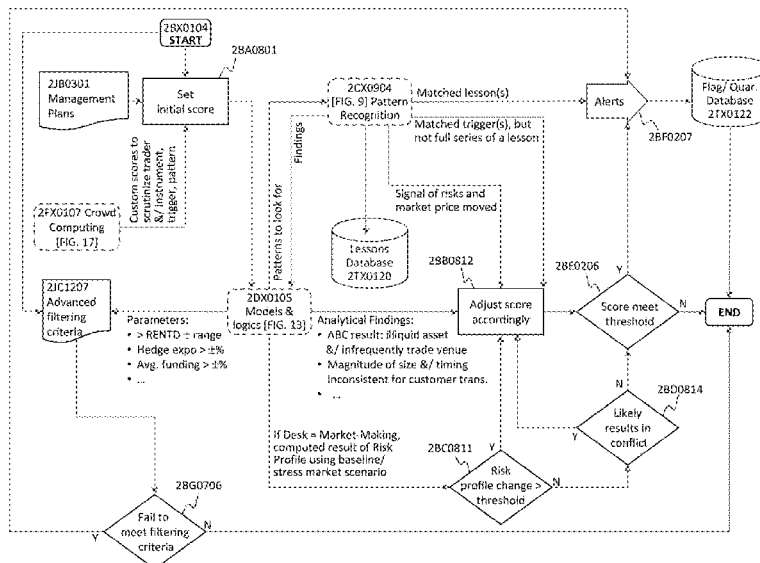 2BX0104
START
2BA0801
2JB0301
Management
Plans
Set
initial score
2CX0904
[FIG. 9] Pattern
Recognition
Matched lesson(s)
Alerts
Flag/ Quar.
Database
2TX0122
2BF0207
Matched trigger(s), but
not full series of a lesson
Findings
Custom scores to
scrutinize trader
&/ instrument,
trigger, pattern
Patterns to look for
Signal of risks and
market price moved
2FX0107 Crowd
Computing
[FIG. 17]
Lessons
Database
2TX0120
2BB0812
2BE0206
2JC1207
Advanced
filtering
criteria
2DX0105
Models &
logics [FIG. 13]
Adjust score
accordingly
Score meet
threshold
Y
N
END
Parameters:
• > RENTD ± range
• Hedge expo > ±%
• Avg. funding > ±%
• ...
Analytical Findings:
• ABC result: illiquid asset
&/ infrequently trade venue
• Magnitude of size &/ timing
inconsistent for customer trans.
• ...
N
2BD0814
Likely
results in
conflict
Y
If Desk = Market-Making,
computed result of Risk
Profile using baseline/
stress market scenario
2BC0811
Y
Risk
profile change >
threshold
N
2BG0706
Fail to
meet filtering
criteria
Y
N